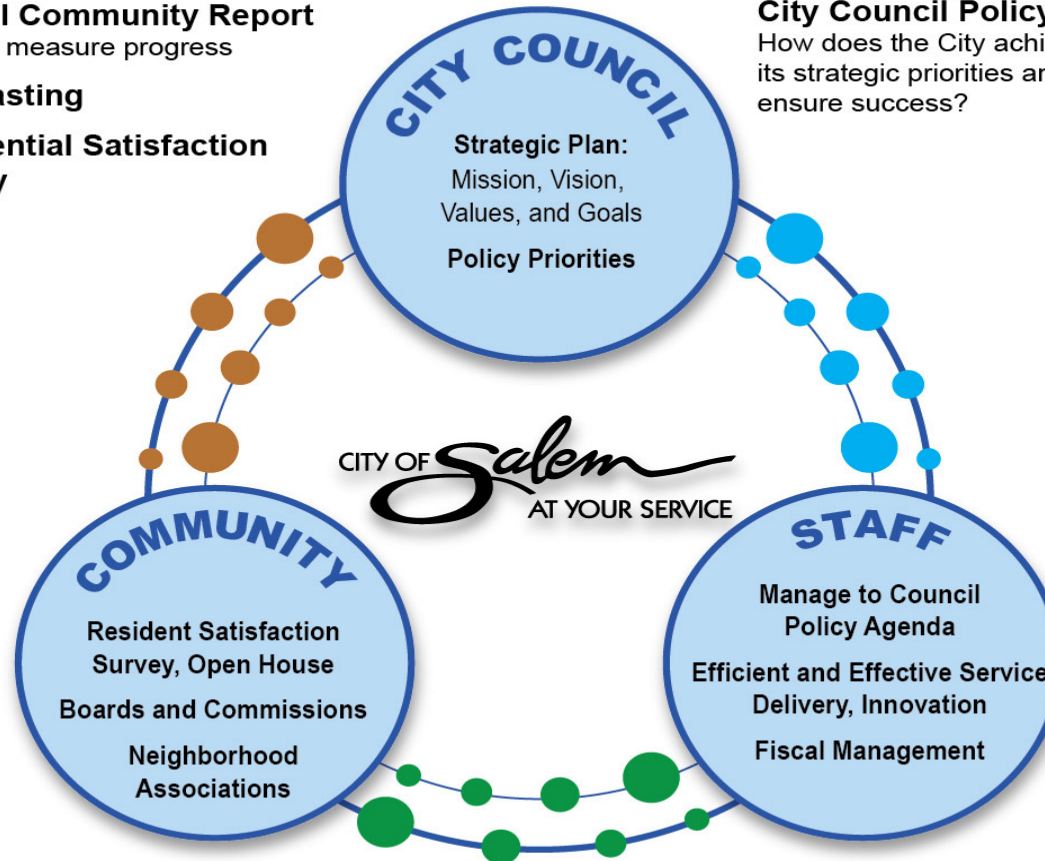 l Community Report
measure progress
asting
ential Satisfaction
y
City Council Policy
How does the City achi
its strategic priorities ar
ensure success?
CITY COUNCIL
Strategic Plan:
Mission, Vision,
Values, and Goals
Policy Priorities
CITY OF Salem
AT YOUR SERVICE
COMMUNITY
Resident Satisfaction
Survey, Open House
Boards and Commissions
Neighborhood
Associations
STAFF
Manage to Council
Policy Agenda
Efficient and Effective Service
Delivery, Innovation
Fiscal Management